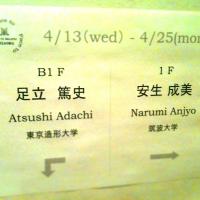 4/13(wed) - 4/25(mon
B1F
足立 篤史
Atsushi Adachi
東京造形大学
1F
安生 成美
Narumi Anjyo
筑波大学